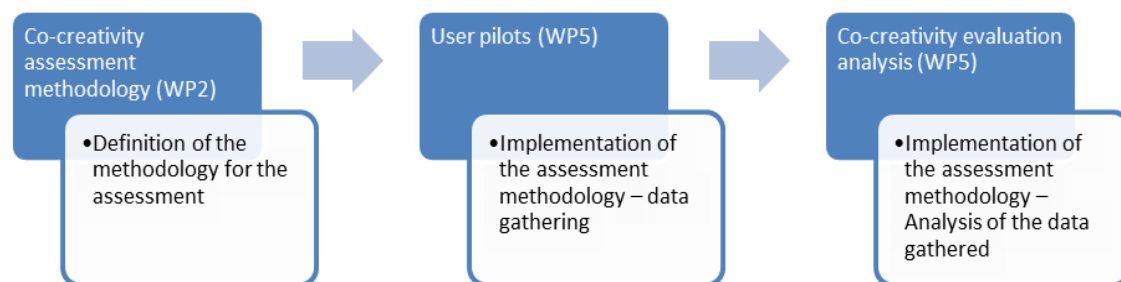 Co-creativity
assessment
methodology (WP2)
•Definition of the
methodology for the
assessment
User pilots (WP5)
•Implementation of
the assessment
methodology – data
gathering
Co-creativity evaluation
analysis (WP5)
•Implementation of
the assessment
methodology –
Analysis of the data
gathered